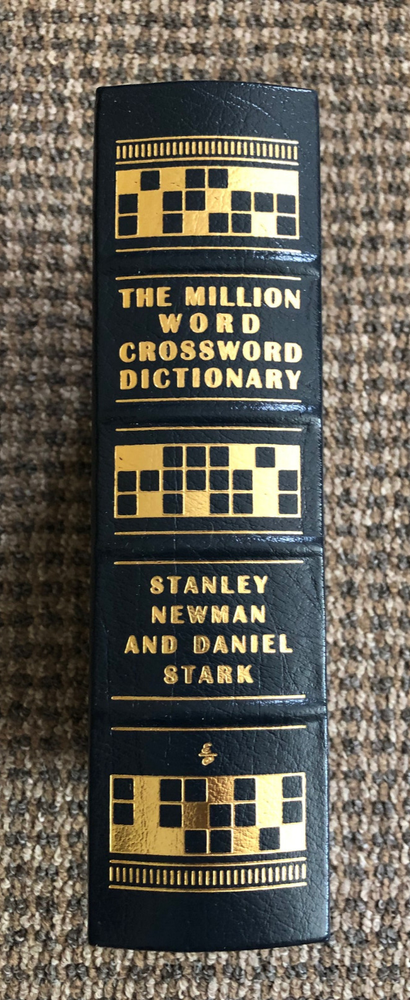 THE MILLION
WORD
CROSSWORD
DICTIONARY
STANLEY
NEWMAN
AND DANIEL
STARK